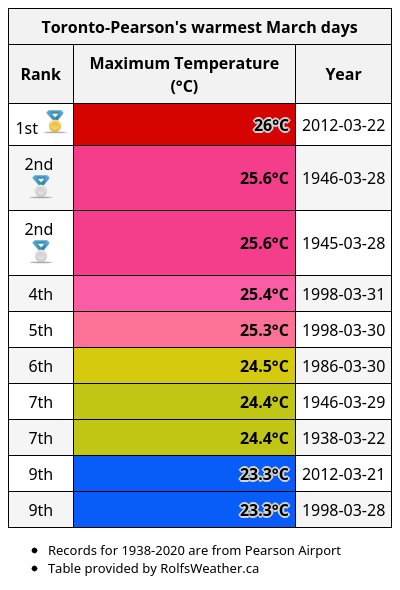 Toronto-Pearson's warmest March days
Rank Maximum Temperature (°C) Year
1st 26°C 2012-03-22
2nd 25.6°C 1946-03-28
2nd 25.6°C 1945-03-28
4th 25.4°C 1998-03-31
5th 25.3°C 1998-03-30
6th 24.5°C 1986-03-30
7th 24.4°C 1946-03-29
7th 24.4°C 1938-03-22
9th 23.3°C 2012-03-21
9th 23.3°C 1998-03-28
• Records for 1938-2020 are from Pearson Airport
• Table provided by RolfsWeather.ca